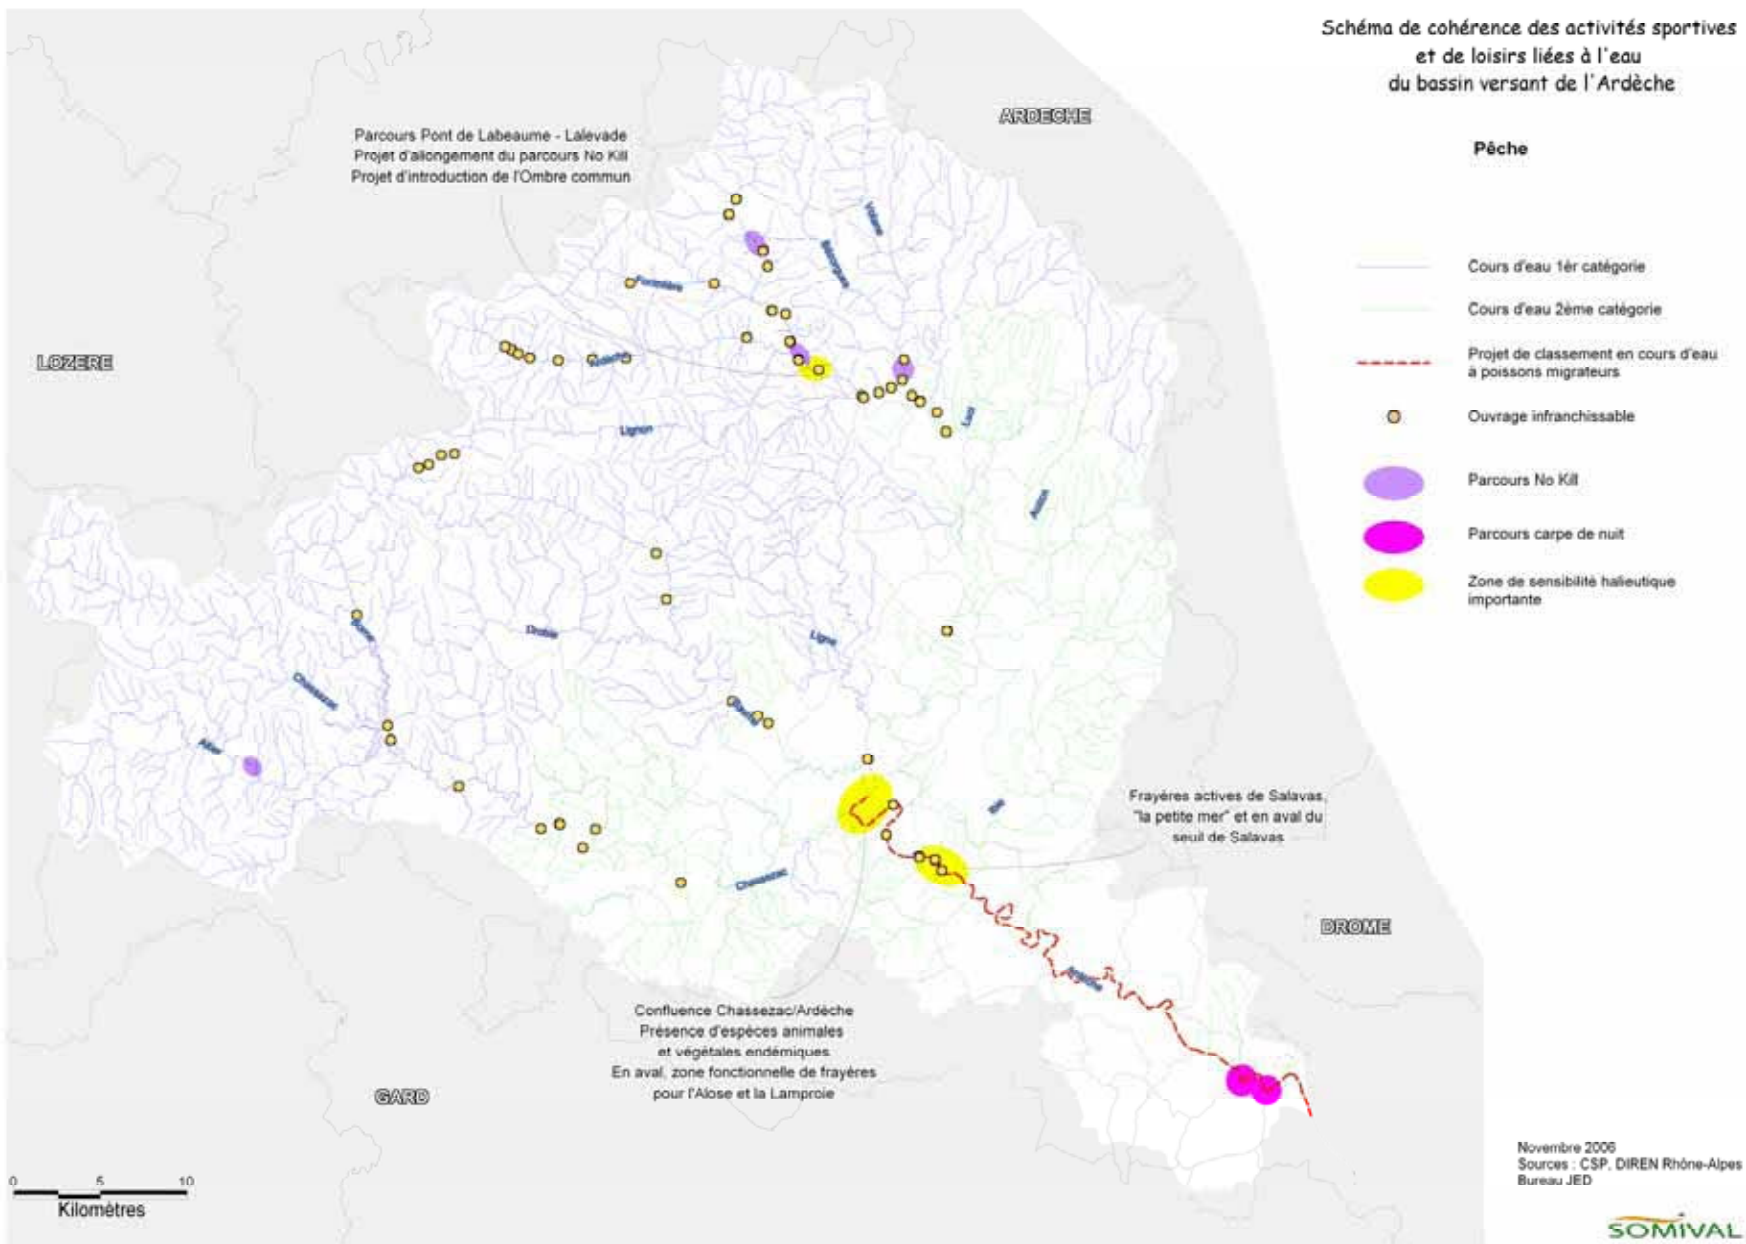 Schéma de cohérence des activités sportives
et de loisirs liées à l'eau
du bassin versant de l'Ardèche
Pêche
Cours d'eau 1èr catégorie
Cours d'eau 2ème catégorie
Projet de classement en cours d'eau
à poissons migrateurs
Ouvrage infranchissable
Parcours No Kill
Parcours carpe de nuit
Zone de sensibilité halieutique
importante
ARDECHE
Parcours Pont de Labeaume - Lalevade
Projet d'allongement du parcours No Kill
Projet d'introduction de l'Ombre commun
Volane
LOZERE
Lignon
Auzon
Drobie
Ligne
Borne
Chassezac
Altier
Frayères actives de Salavas,
"la petite mer" et en aval du
seuil de Salavas
Chassezac
DROME
Ardèche
Confluence Chassezac/Ardèche
Présence d'espèces animales
et végétales endémiques
En aval, zone fonctionnelle de frayères
pour l'Alose et la Lamproie
GARD
0 5 10
Kilomètres
Novembre 2006
Sources : CSP, DIREN Rhône-Alpes
Bureau JED
SOMIVAL